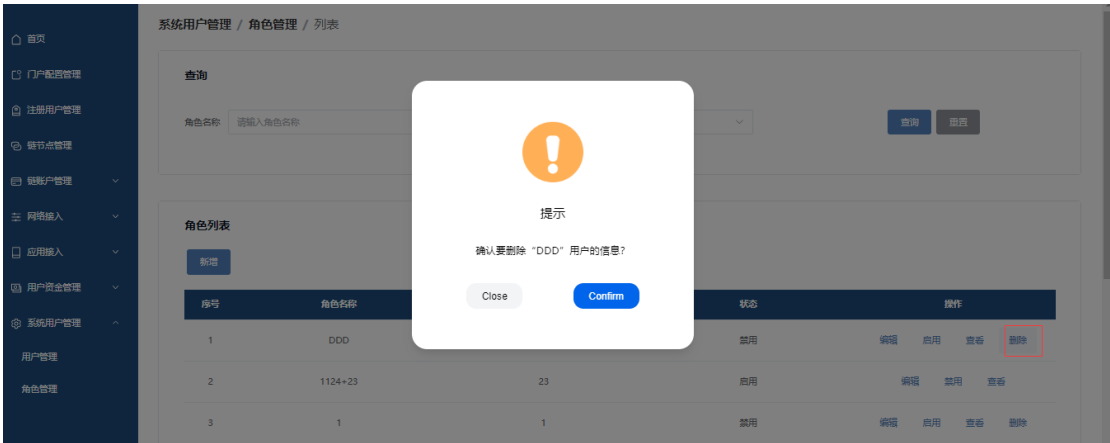 系统用户管理 / 角色管理 / 列表
首页
门户配置管理
注册用户管理
链节点管理
链账户管理
网络接入
应用接入
用户资金管理
系统用户管理
用户管理
角色管理
查询
角色名称 请输入角色名称 查询 重置
提示
确认要删除“DDD”用户的信息?
Close Confirm
角色列表
新增
序号 角色名称 状态 操作
1 DDD 禁用 编辑 启用 查看 删除
2 1124+23 23 启用 编辑 禁用 查看
3 1 1 禁用 编辑 启用 查看 删除